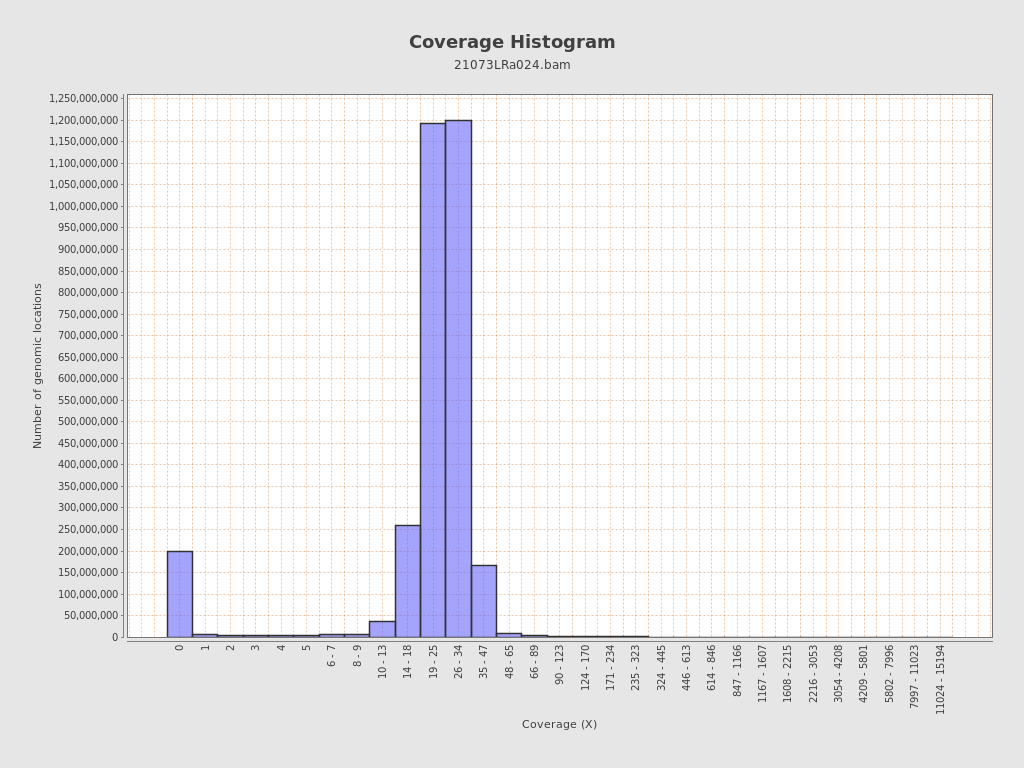 Coverage Histogram
21073LRa024.bam
Number of genomic locations
1,250,000,000
1,200,000,000
1,150,000,000
1,100,000,000
1,050,000,000
1,000,000,000
950,000,000
900,000,000
850,000,000
800,000,000
750,000,000
700,000,000
650,000,000
600,000,000
550,000,000
500,000,000
450,000,000
400,000,000
350,000,000
300,000,000
250,000,000
200,000,000
150,000,000
100,000,000
50,000,000
0
0
1
2
3
4
5
6 - 7
8 - 9
10 - 13
14 - 18
19 - 25
26 - 34
35 - 47
48 - 65
66 - 89
90 - 123
124 - 170
171 - 234
235 - 323
324 - 445
446 - 613
614 - 846
847 - 1166
1167 - 1607
1608 - 2215
2216 - 3053
3054 - 4208
4209 - 5801
5802 - 7996
7997 - 11023
11024 - 15194
Coverage (X)